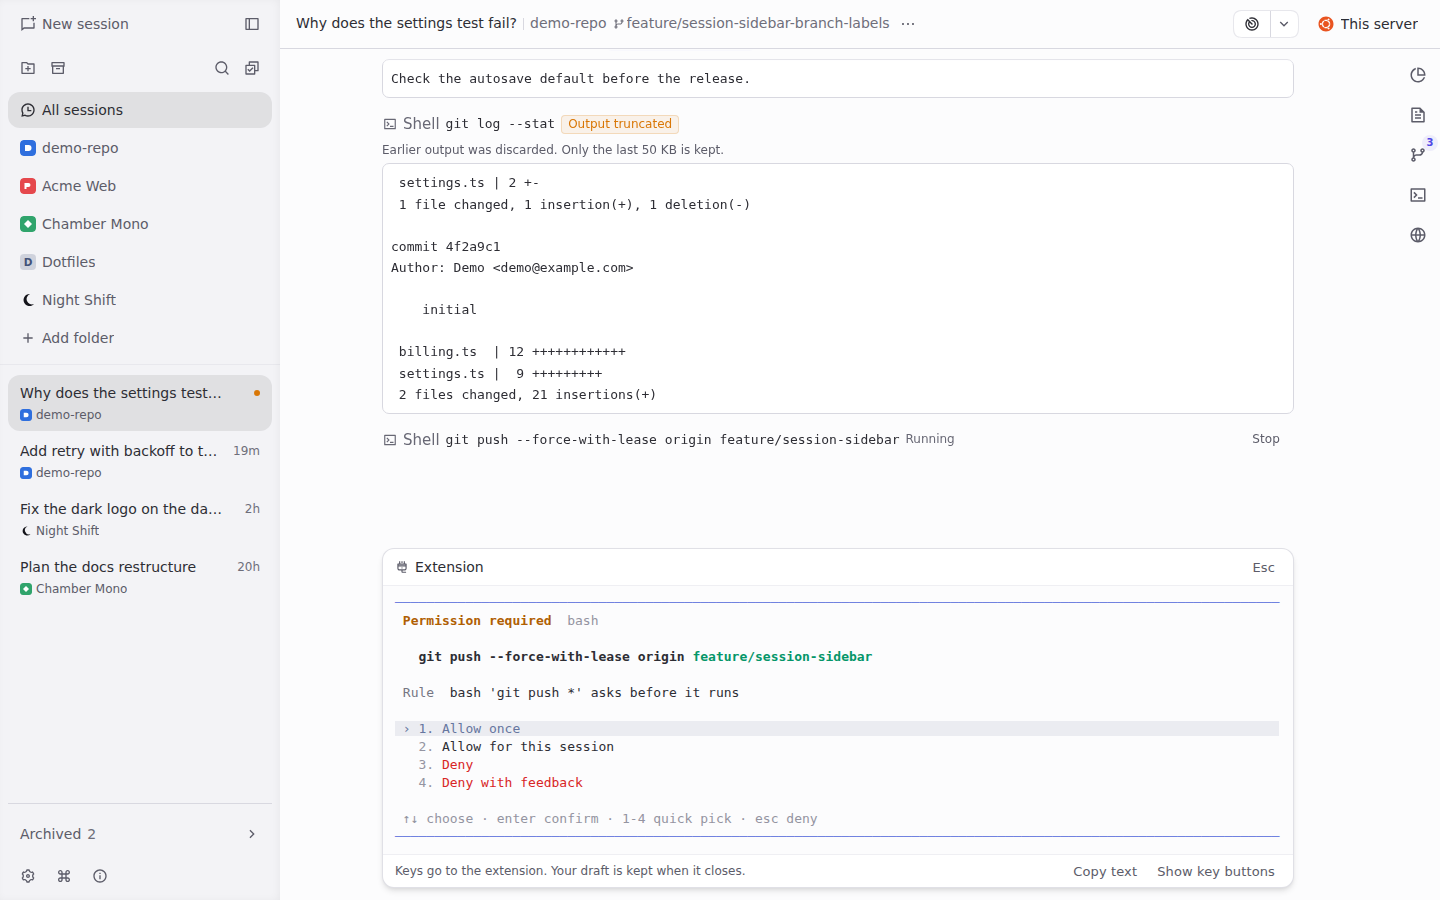 New session
Why does the settings test fail?
demo-repo
feature/session-sidebar-branch-labels
This server
All sessions
demo-repo
Acme Web
Chamber Mono
D Dotfiles
Night Shift
Add folder
Why does the settings test…
demo-repo
Add retry with backoff to t… 19m
demo-repo
Fix the dark logo on the da… 2h
Night Shift
Plan the docs restructure 20h
Chamber Mono
Archived 2
Check the autosave default before the release.
Shell git log --stat Output truncated
Earlier output was discarded. Only the last 50 KB is kept.
settings.ts | 2 +-
1 file changed, 1 insertion(+), 1 deletion(-)
commit 4f2a9c1
Author: Demo <demo@example.com>
initial
billing.ts  | 12 ++++++++++++
settings.ts |  9 +++++++++
2 files changed, 21 insertions(+)
Shell git push --force-with-lease origin feature/session-sidebar Running Stop
Extension Esc
Permission required bash
git push --force-with-lease origin feature/session-sidebar
Rule bash 'git push *' asks before it runs
› 1. Allow once
2. Allow for this session
3. Deny
4. Deny with feedback
↑↓ choose · enter confirm · 1-4 quick pick · esc deny
Keys go to the extension. Your draft is kept when it closes. Copy text Show key buttons
3